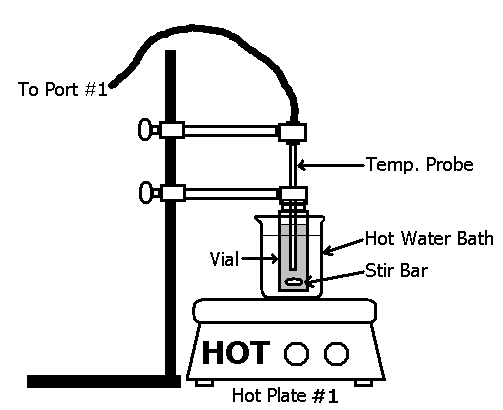 To Port #1
Temp. Probe
Hot Water Bath
Vial
Stir Bar
HOT
Hot Plate #1